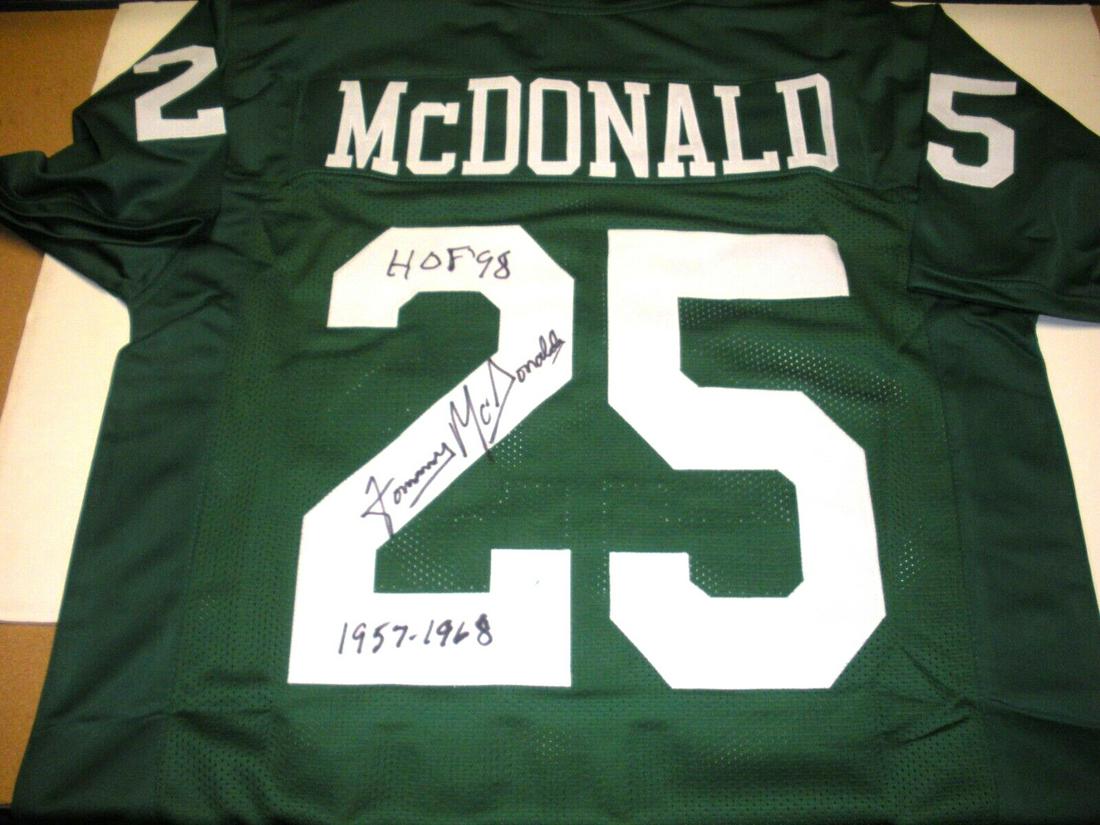 2 McDONALD 5
25
HOF 98
Tommy McDonald
1957-1968